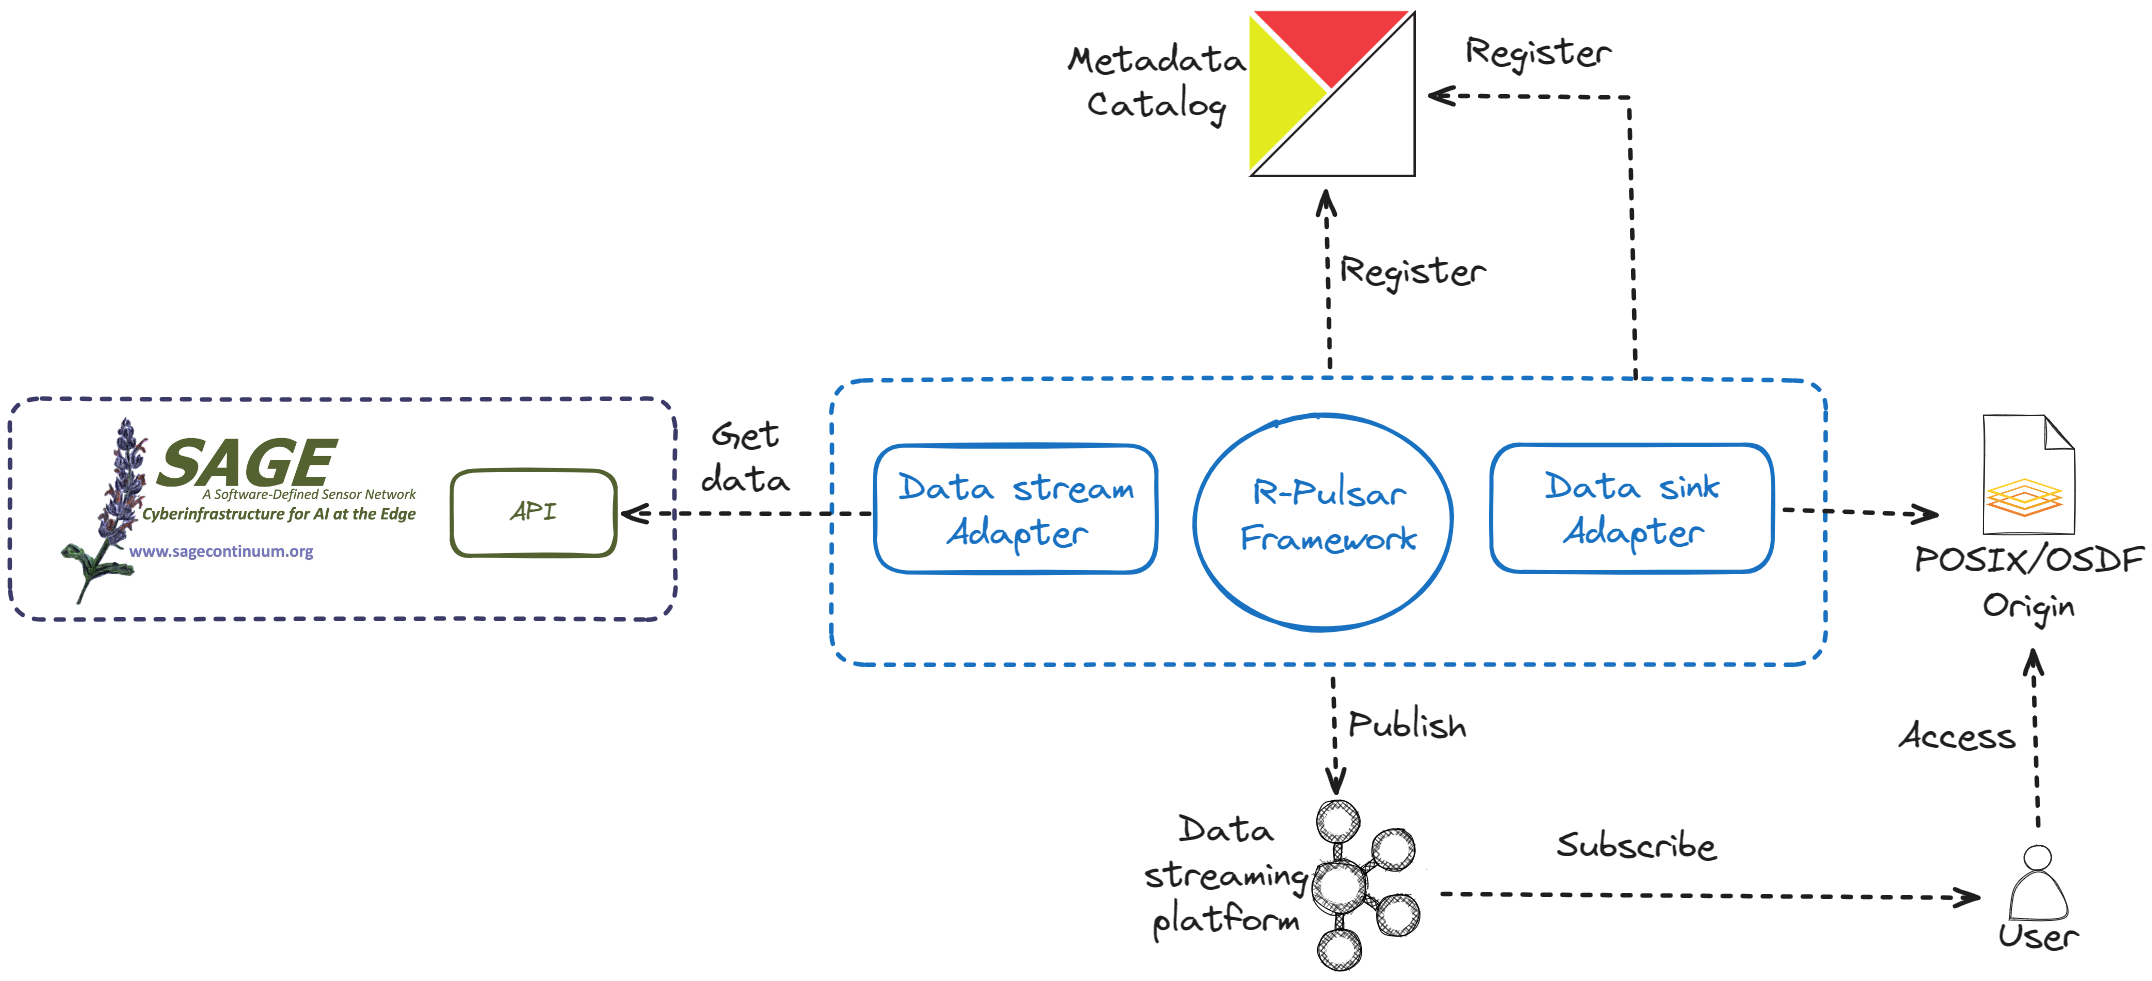 Metadata
Catalog
Register
Register
SAGE
A Software-Defined Sensor Network
Cyberinfrastructure for AI at the Edge
www.sagecontinuum.org
API
Get
data
Data stream
Adapter
R-Pulsar
Framework
Data sink
Adapter
POSIX/OSDF
Origin
Publish
Access
Data
streaming
platform
Subscribe
User